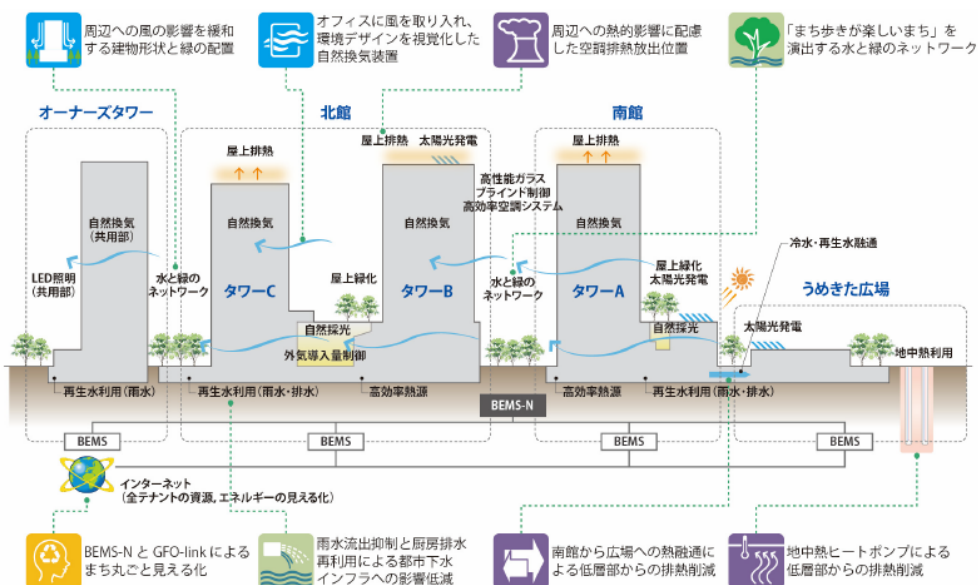 周辺への風の影響を緩和
する建物形状と緑の配置
オフィスに風を取り入れ、
環境デザインを視覚化した
自然換気装置
周辺への熱的影響に配慮
した空調排熱放出位置
「まち歩きが楽しいまち」を
演出する水と緑のネットワーク
オーナーズタワー
北館
南館
屋上排熱
屋上排熱 太陽光発電
屋上排熱
高性能ガラス
ブラインド制御
高効率空調システム
自然換気
(共用部)
自然換気
自然換気
自然換気
冷水・再生水融通
LED照明
(共用部)
水と緑の
ネットワーク
タワーC
屋上緑化
タワーB
水と緑の
ネットワーク
タワーA
屋上緑化
太陽光発電
うめきた広場
自然採光
外気導入量制御
自然採光
太陽光発電
地中熱利用
再生水利用(雨水)
再生水利用(雨水・排水)
高効率熱源
高効率熱源
再生水利用(雨水・排水)
BEMS-N
BEMS
BEMS
BEMS
BEMS
インターネット
(全テナントの資源,エネルギーの見える化)
BEMS-NとGFO-linkによる
まち丸ごと見える化
雨水流出抑制と厨房排水
再利用による都市下水
インフラへの影響低減
南館から広場への熱融通に
よる低層部からの排熱削減
地中熱ヒートポンプによる
低層部からの排熱削減